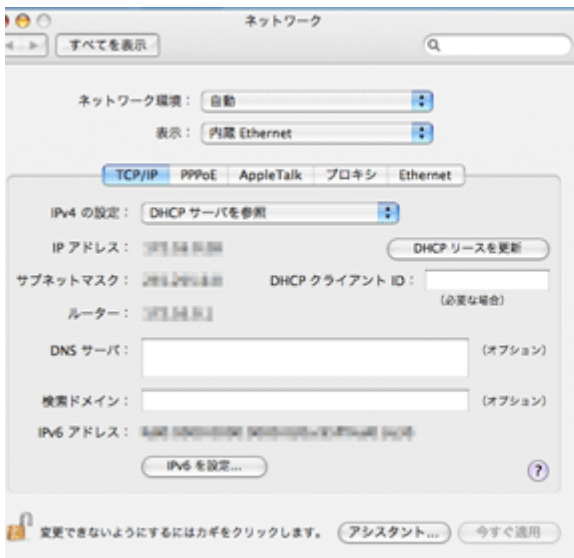 ネットワーク
すべてを表示
ネットワーク環境： 自動
表示： 内蔵 Ethernet
TCP/IP PPPoE AppleTalk プロキシ Ethernet
IPv4 の設定： DHCP サーバを参照
IP アドレス： DHCP リースを更新
サブネットマスク： DHCP クライアント ID：
(必要な場合)
ルーター：
DNS サーバ： (オプション)
検索ドメイン： (オプション)
IPv6 アドレス：
IPv6 を設定... ?
変更できないようにするにはカギをクリックします。 アシスタント... 今すぐ適用